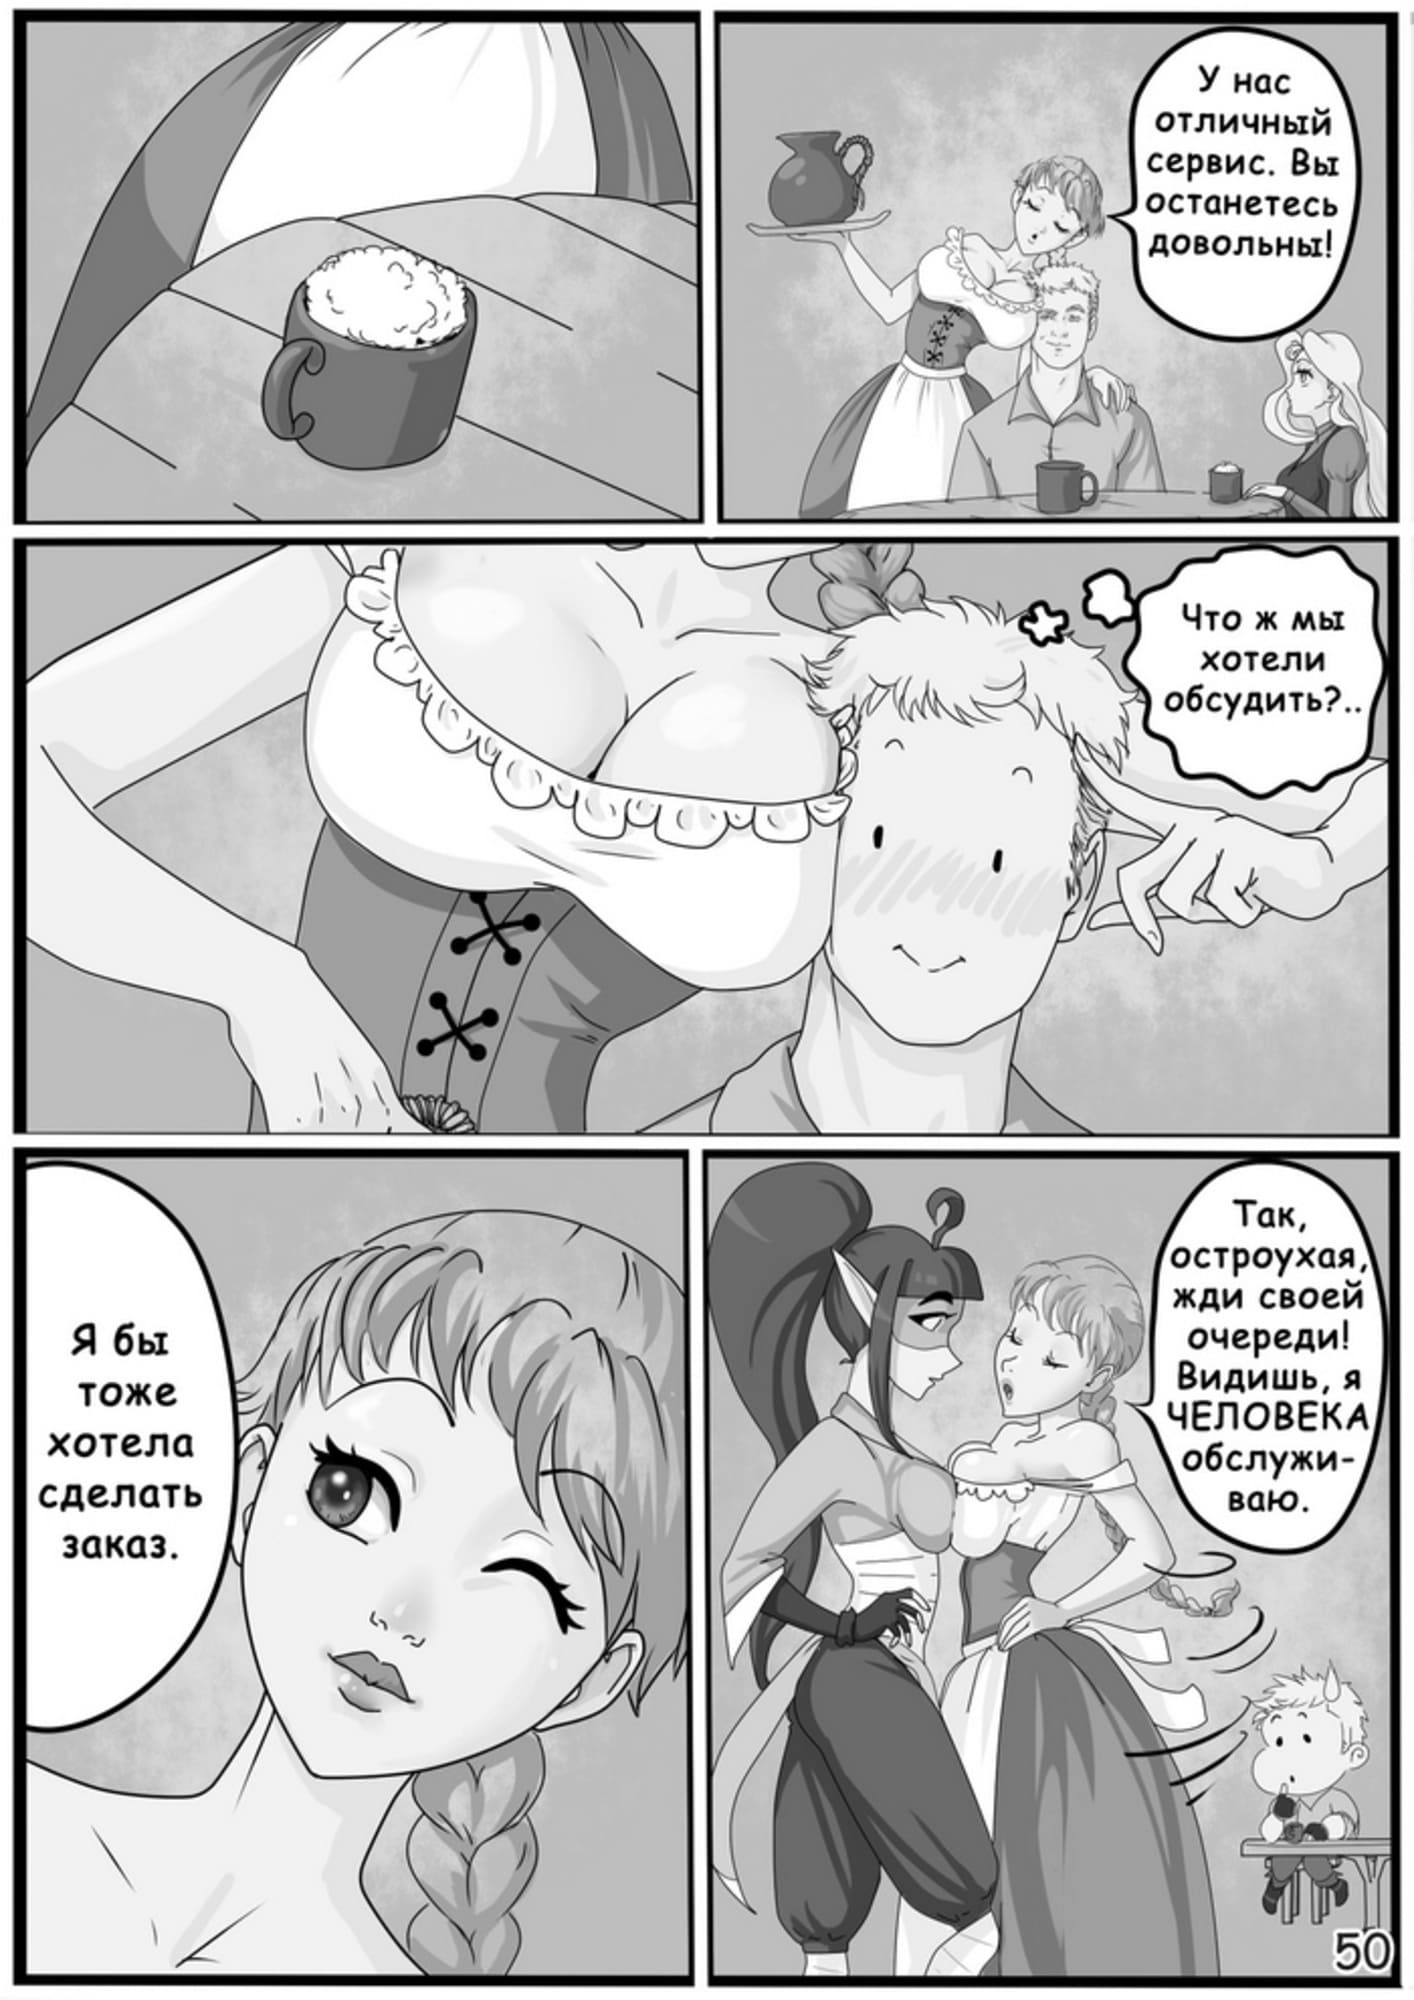 У нас
отличный
сервис. Вы
останетесь
довольны!
Что ж мы
хотели
обсудить?..
Я бы
тоже
хотела
сделать
заказ.
Так,
остроухая,
жди своей
очереди!
Видишь, я
ЧЕЛОВЕКА
обслужи-
ваю.
50